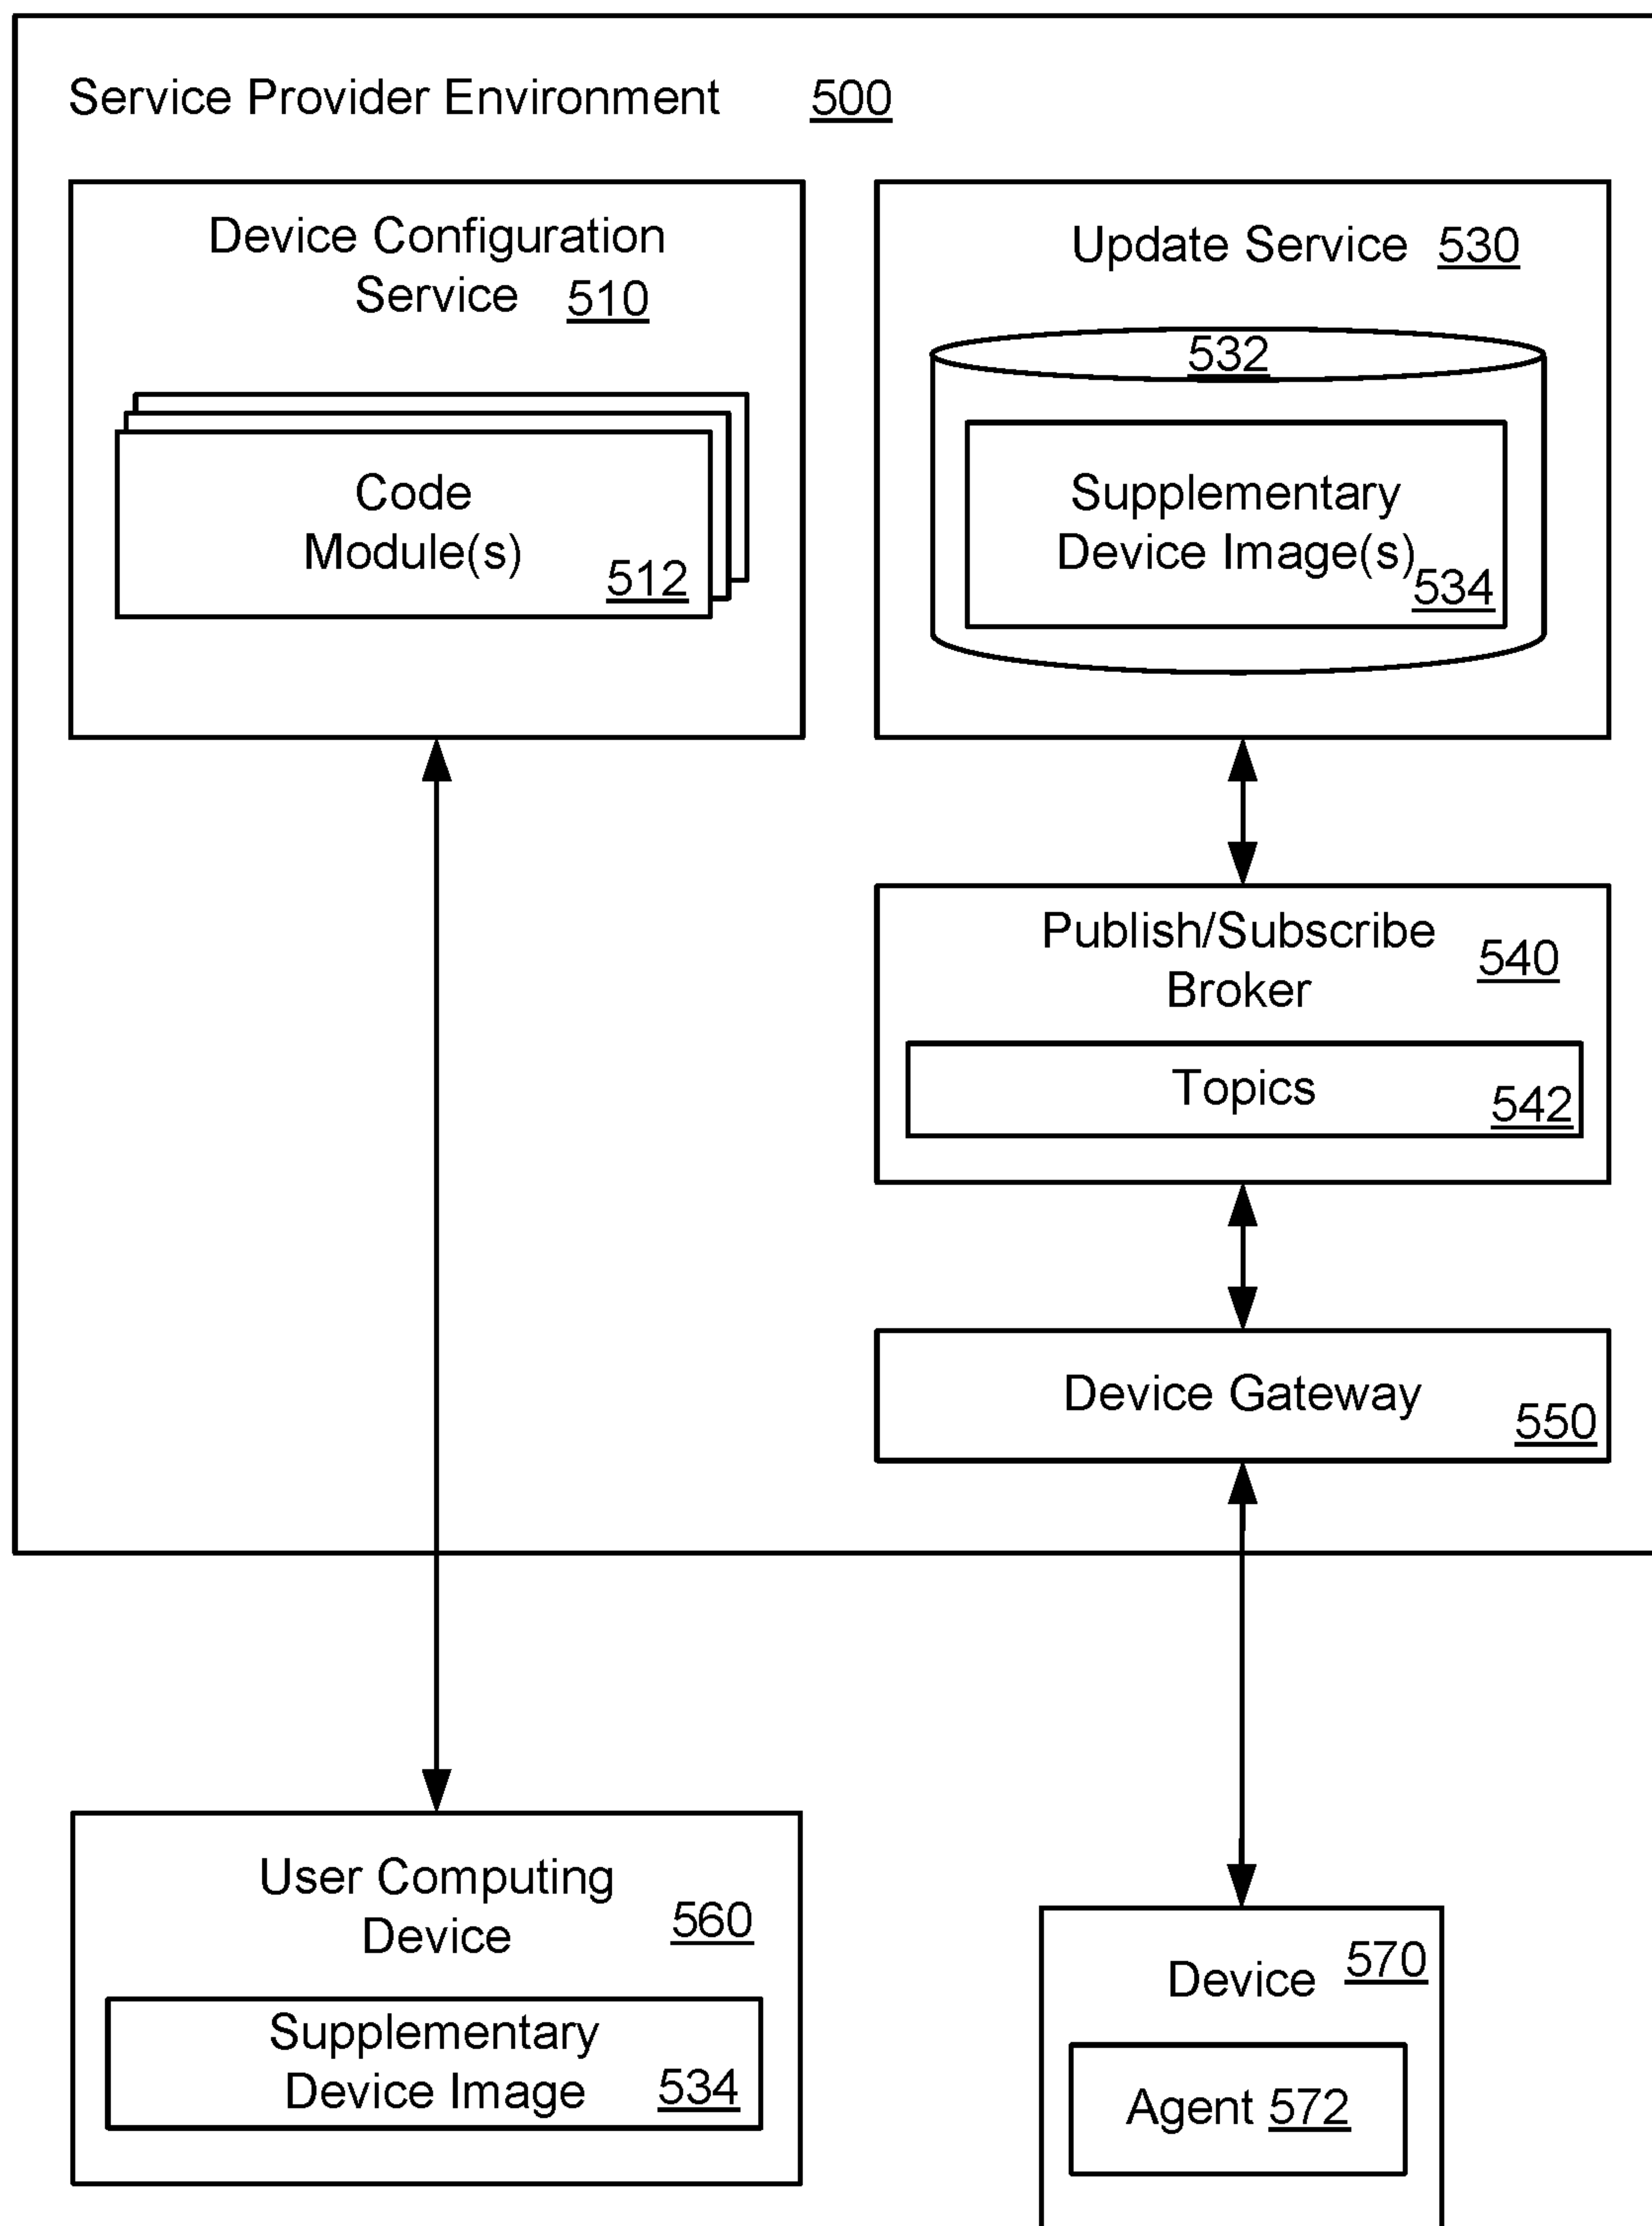 Service Provider Environment 500
Device Configuration
Service 510
Code
Module(s)
512
Update Service 530
532
Supplementary
Device Image(s)
534
Publish/Subscribe
Broker
540
Topics
542
Device Gateway
550
User Computing
Device
560
Supplementary
Device Image 534
Device 570
Agent 572